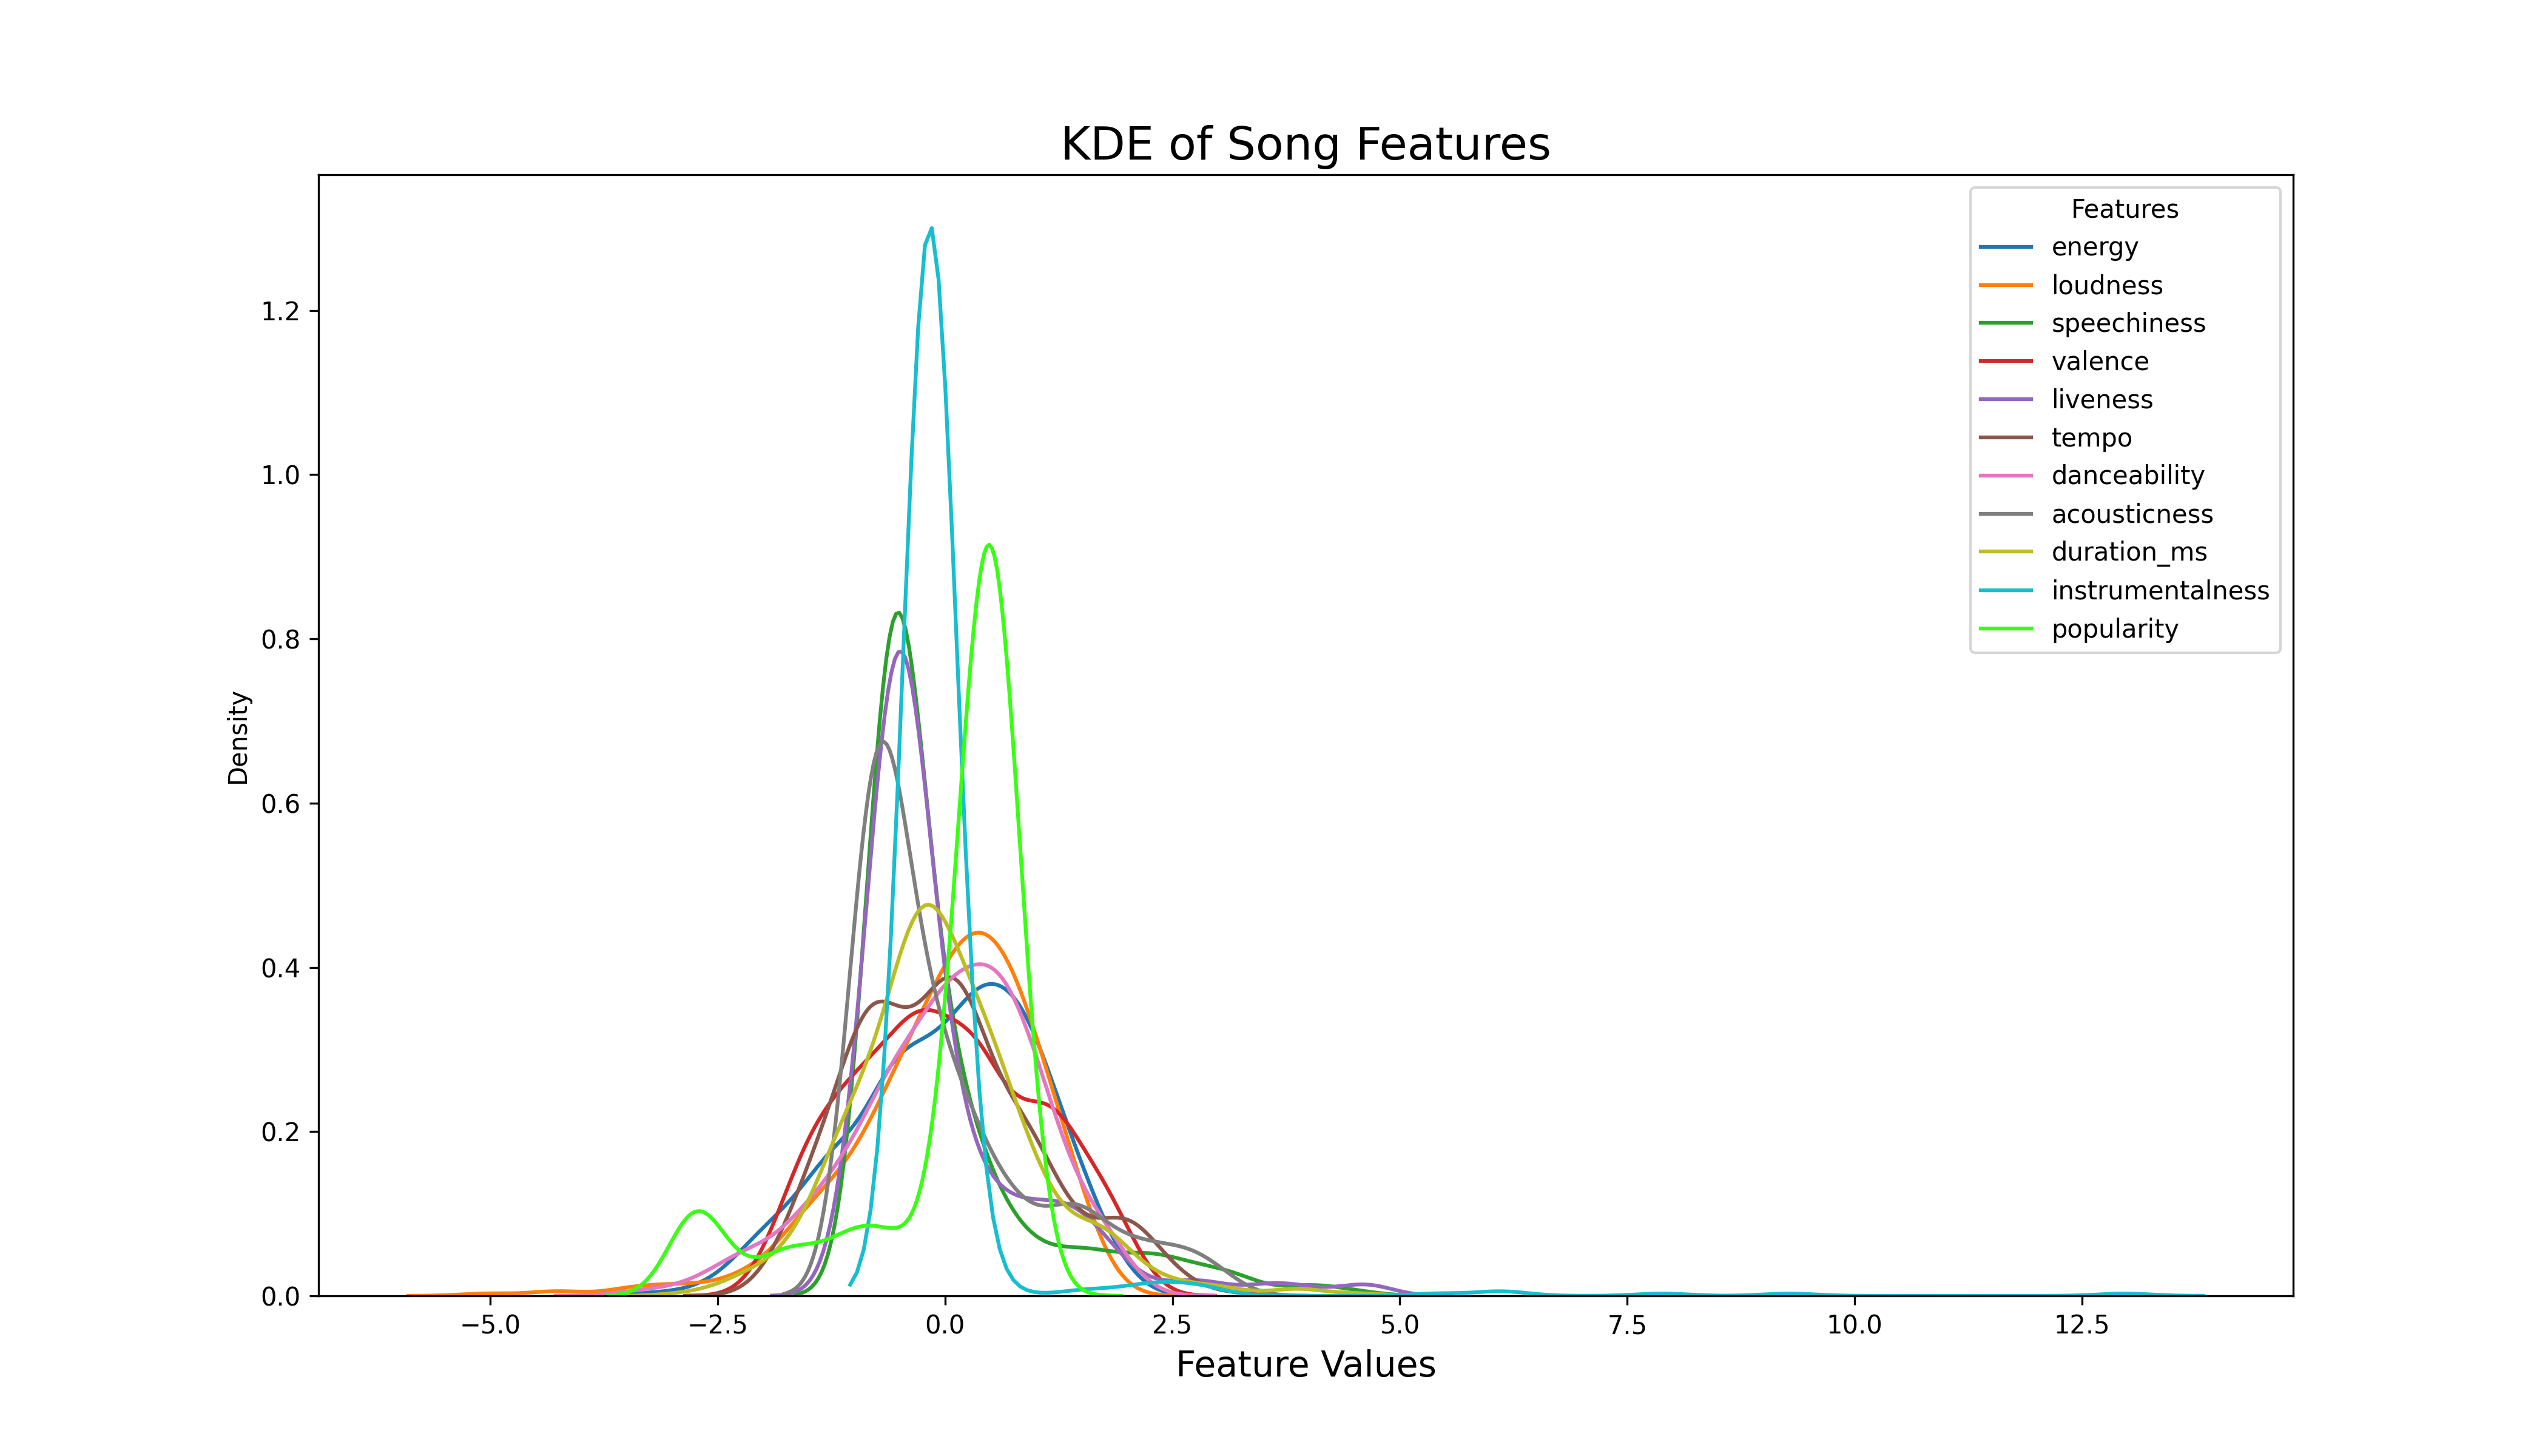 KDE of Song Features
Features
energy
loudness
speechiness
valence
liveness
tempo
danceability
acousticness
duration_ms
instrumentalness
popularity
1.2
1.0
0.8
0.6
0.4
0.2
0.0
Density
−5.0 −2.5 0.0 2.5 5.0 7.5 10.0 12.5
Feature Values